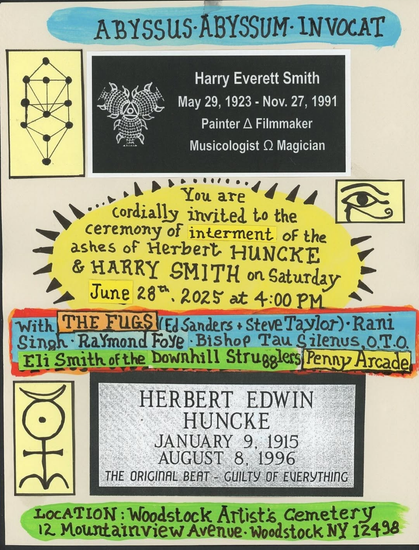 ABYSSUS·ABYSSUM·INVOCAT
Harry Everett Smith
May 29, 1923 - Nov. 27, 1991
Painter Δ Filmmaker
Musicologist Ω Magician
You are
cordially invited to the
ceremony of interment of the
ashes of Herbert HUNCKE
& HARRY SMITH on Saturday
June 28th, 2025 at 4:00 PM
With THE FUGS (Ed Sanders + Steve Taylor)· Rani
Singh· RaYmond Foye · Bishop Tau Silenus, O.T.O.
Eli Smith of the Downhill Strugglers Penny Arcade
HERBERT EDWIN
HUNCKE
JANUARY 9, 1915
AUGUST 8, 1996
THE ORIGINAL BEAT - GUILTY OF EVERYTHING
LOCATION: Woodstock Artist's Cemetery
12 Mountainview Avenue· Woodstock NY 12498